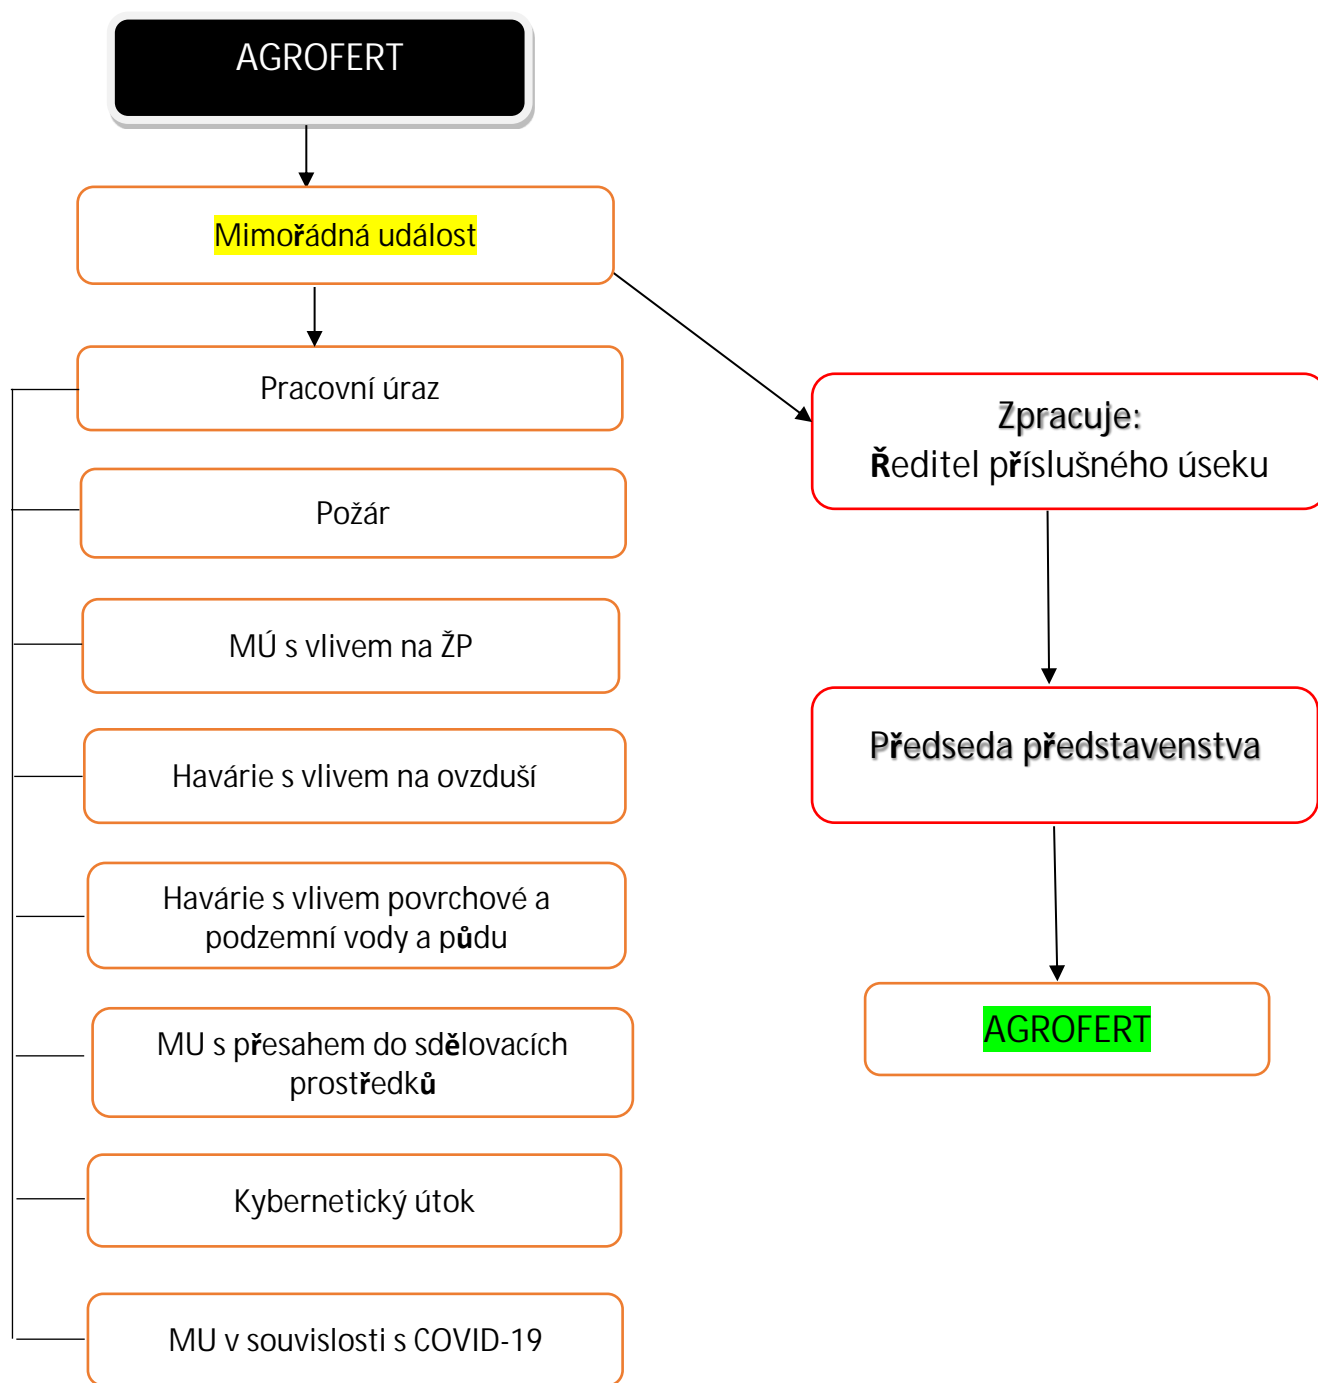 AGROFERT
Mimořádná událost
Pracovní úraz
Požár
MÚ s vlivem na ŽP
Havárie s vlivem na ovzduší
Havárie s vlivem povrchové a
podzemní vody a půdu
MU s přesahem do sdělovacích
prostředků
Kybernetický útok
MU v souvislosti s COVID-19
Zpracuje:
Ředitel příslušného úseku
Předseda představenstva
AGROFERT